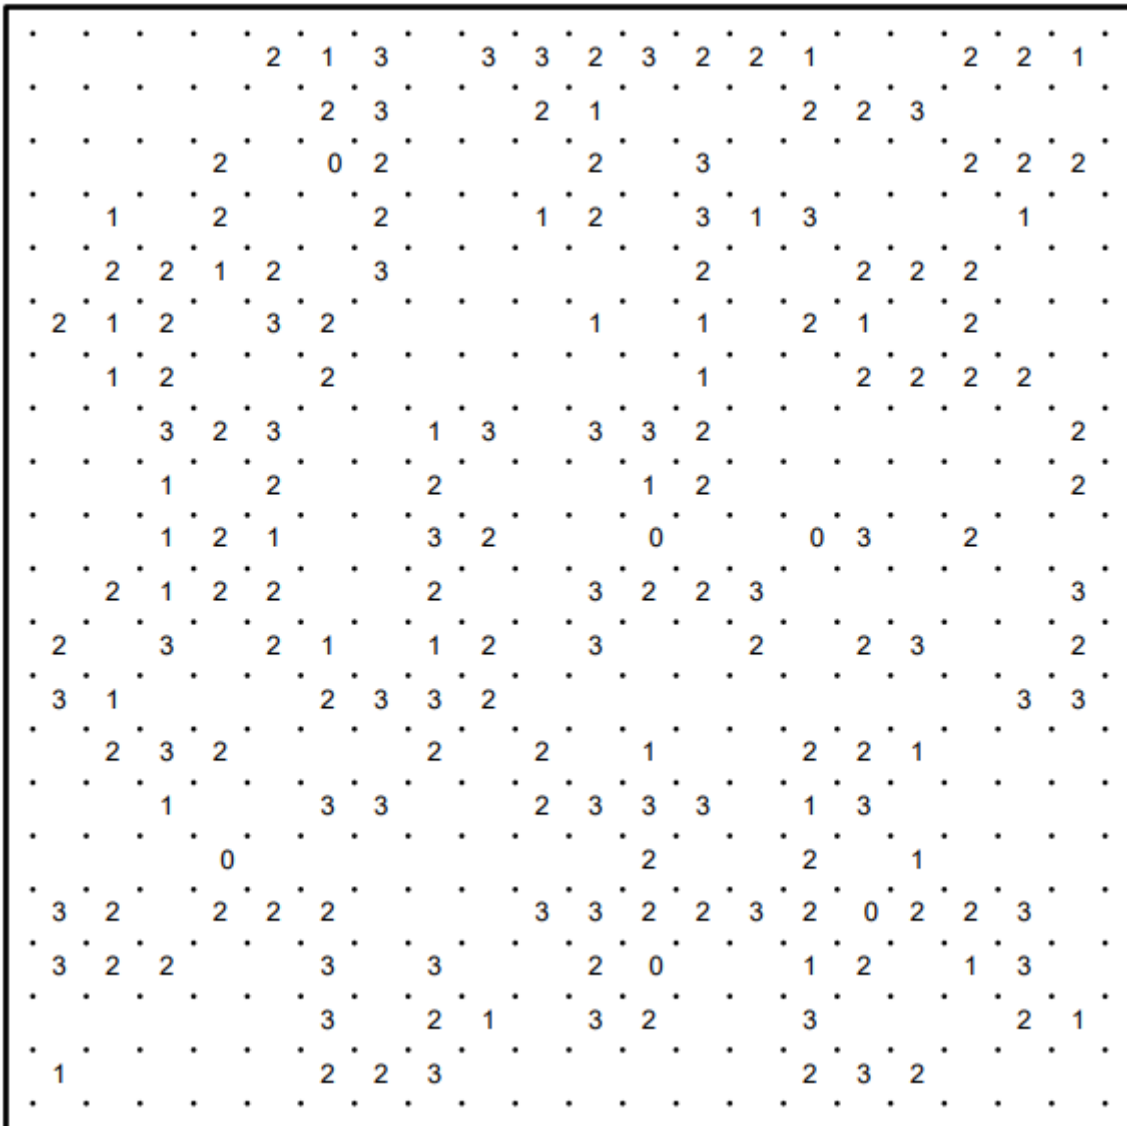 2 1 3 3 3 2 3 2 2 1 2 2 1
2 3 2 1 2 2 3
2 0 2 2 3 2 2 2
1 2 2 1 2 3 1 3 1
2 2 1 2 3 2 2 2 2
2 1 2 3 2 1 1 2 1 2
1 2 2 1 2 2 2 2
3 2 3 1 3 3 3 2 2
1 2 2 1 2 2
1 2 1 3 2 0 0 3 2
2 1 2 2 2 3 2 2 3 3
2 3 2 1 1 2 3 2 2 3 2
3 1 2 3 3 2 3 3
2 3 2 2 2 1 2 2 1
1 3 3 2 3 3 3 1 3
0 2 2 1
3 2 2 2 2 3 3 2 2 3 2 0 2 2 3
3 2 2 3 3 2 0 1 2 1 3
3 2 1 3 2 3 2 1
1 2 2 3 2 3 2